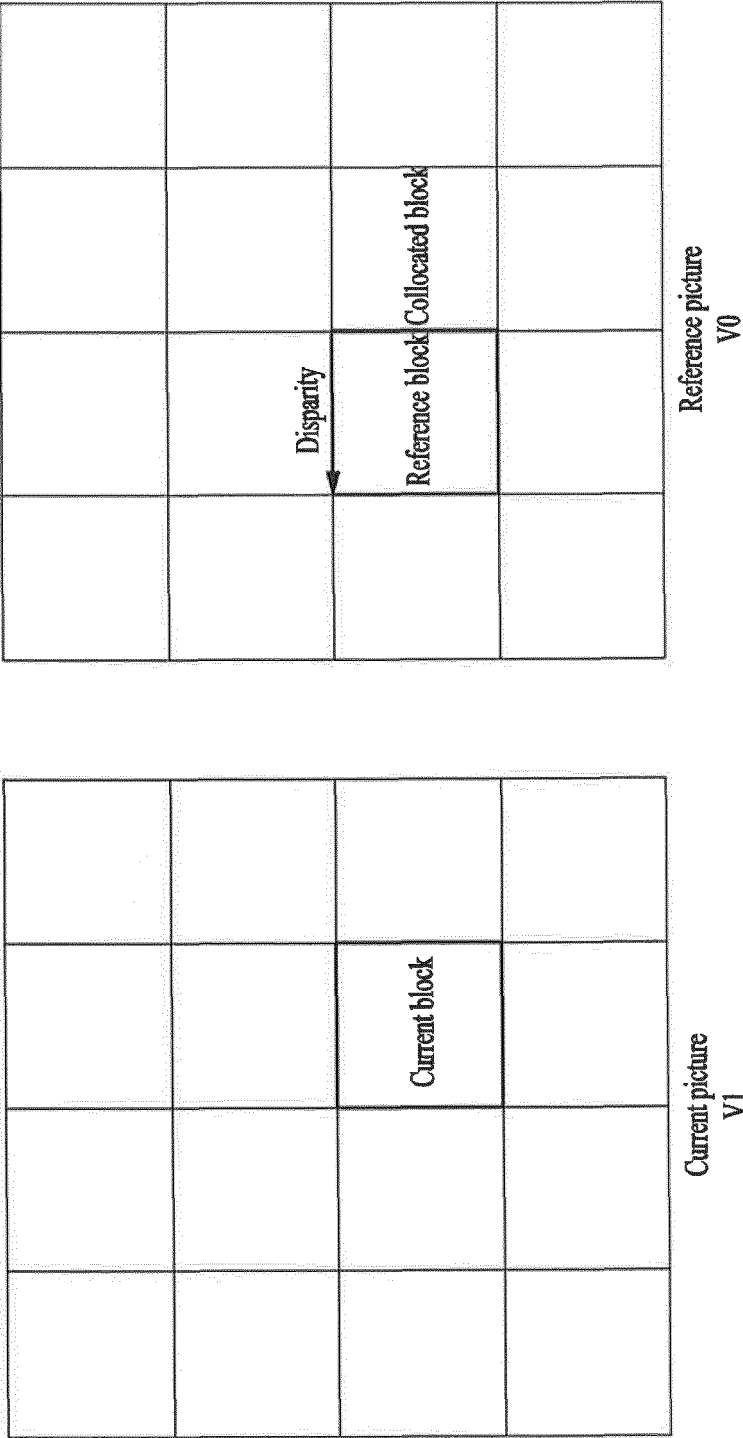 Disparity
Current block
Reference block
Collocated block
Current picture
V1
Reference picture
V0